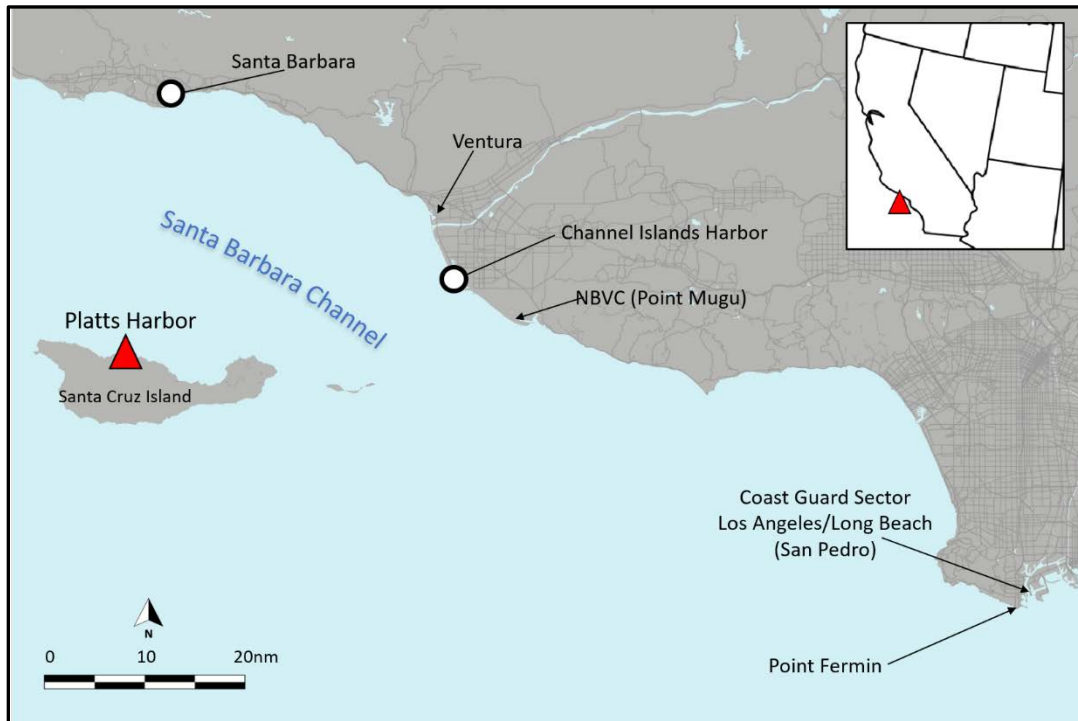 Santa Barbara
Ventura
Santa Barbara Channel
Channel Islands Harbor
NBVC (Point Mugu)
Platts Harbor
Santa Cruz Island
Coast Guard Sector
Los Angeles/Long Beach
(San Pedro)
N
0 10 20nm
Point Fermin